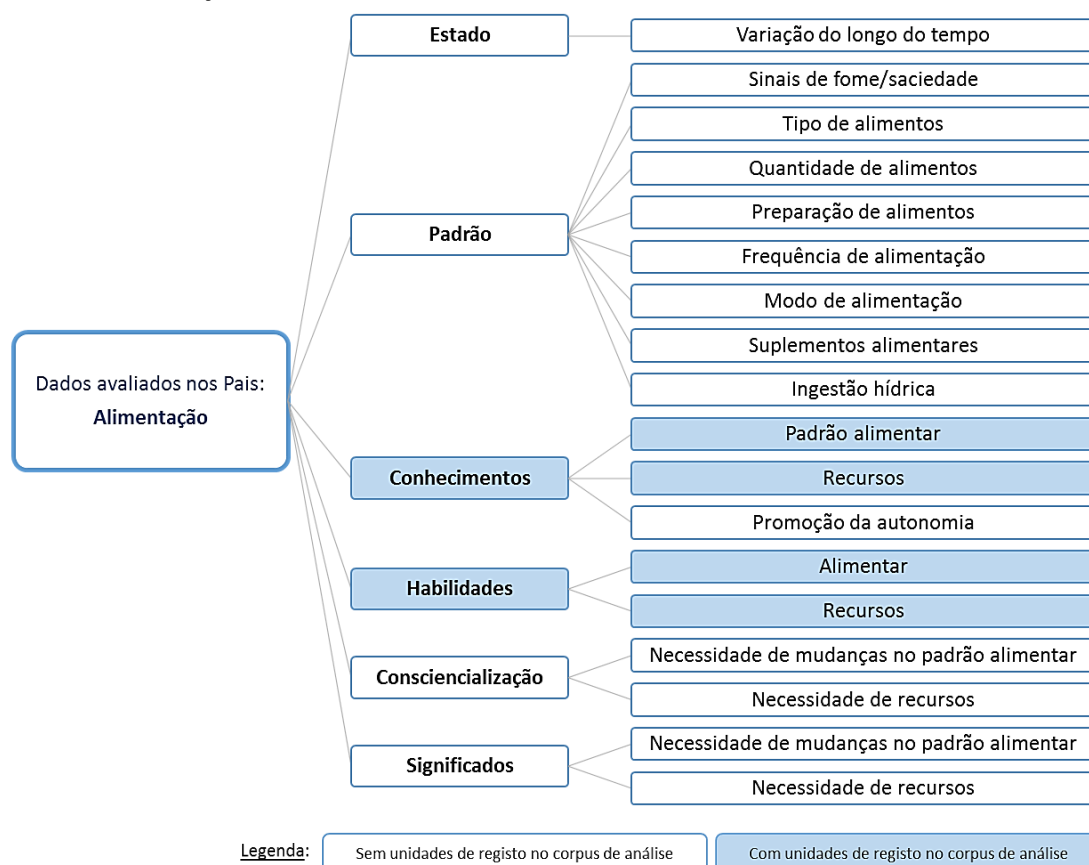 Dados avaliados nos Pais:
Alimentação
Estado
Variação do longo do tempo
Padrão
Sinais de fome/saciedade
Tipo de alimentos
Quantidade de alimentos
Preparação de alimentos
Frequência de alimentação
Modo de alimentação
Suplementos alimentares
Ingestão hídrica
Conhecimentos
Padrão alimentar
Recursos
Promoção da autonomia
Habilidades
Alimentar
Recursos
Consciencialização
Necessidade de mudanças no padrão alimentar
Necessidade de recursos
Significados
Necessidade de mudanças no padrão alimentar
Necessidade de recursos
Legenda:
Sem unidades de registo no corpus de análise
Com unidades de registo no corpus de análise